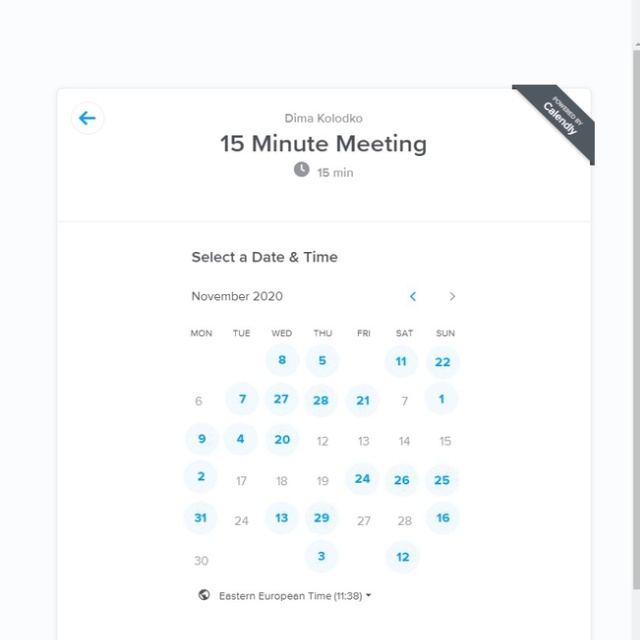 POWERED BY
Calendly
Dima Kolodko
15 Minute Meeting
15 min
Select a Date & Time
November 2020
MON TUE WED THU FRI SAT SUN
8 5 11 22
6 7 27 28 21 7 1
9 4 20 12 13 14 15
2 17 18 19 24 26 25
31 24 13 29 27 28 16
30 3 12
Eastern European Time (11:38)